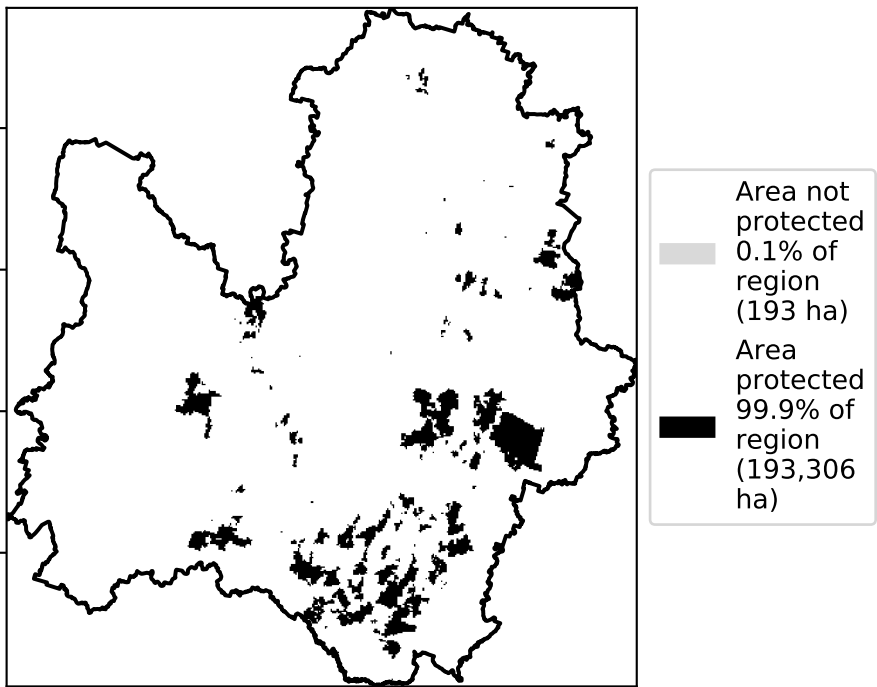 Area not
protected
0.1% of
region
(193 ha)
Area
protected
99.9% of
region
(193,306
ha)